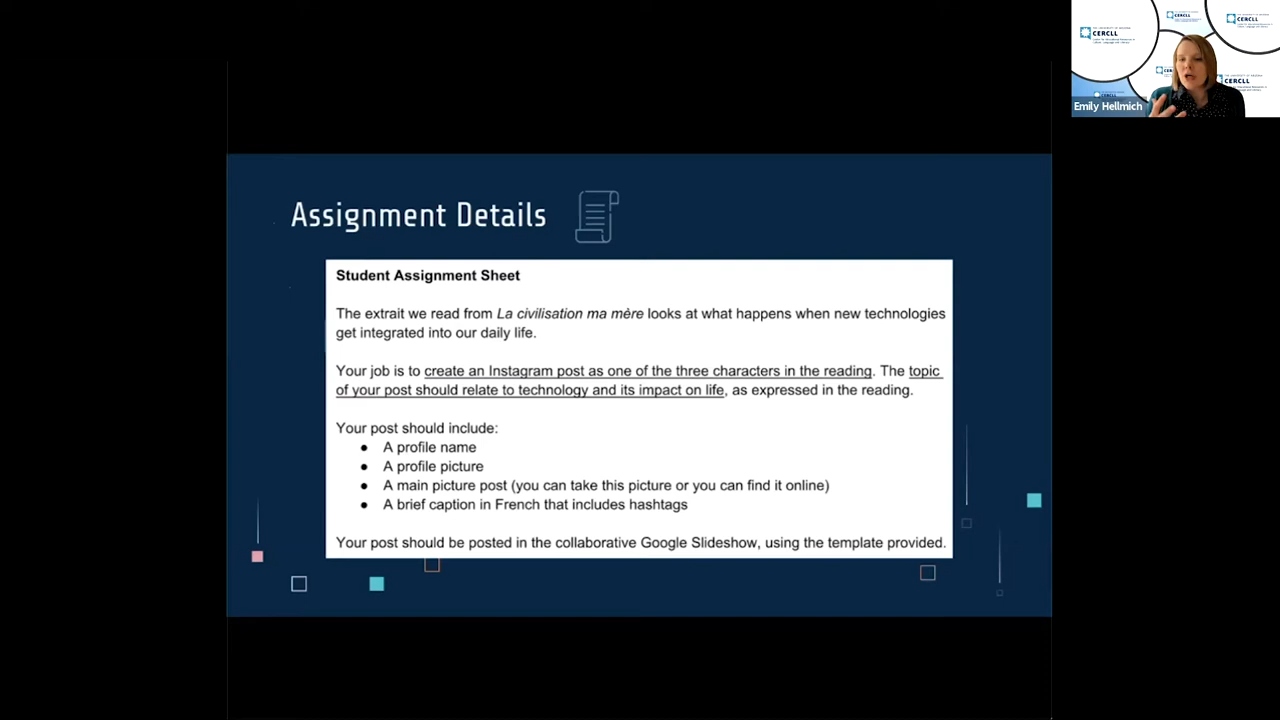 CERCLL
CERCLL
CERCLL
Emily Hellmich
Assignment Details
Student Assignment Sheet
The extrait we read from La civilisation ma mère looks at what happens when new technologies
get integrated into our daily life.
Your job is to create an Instagram post as one of the three characters in the reading. The topic
of your post should relate to technology and its impact on life, as expressed in the reading.
Your post should include:
● A profile name
● A profile picture
● A main picture post (you can take this picture or you can find it online)
● A brief caption in French that includes hashtags
Your post should be posted in the collaborative Google Slideshow, using the template provided.